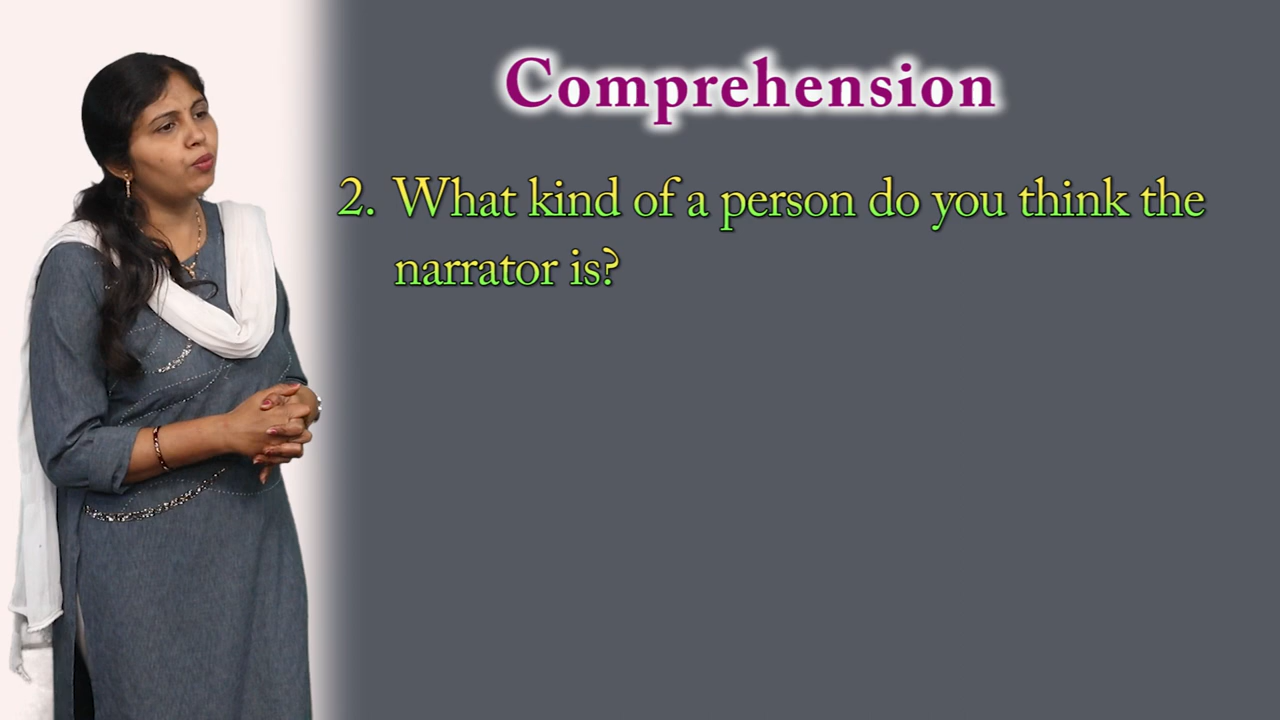 Comprehension
2. What kind of a person do you think the
narrator is?